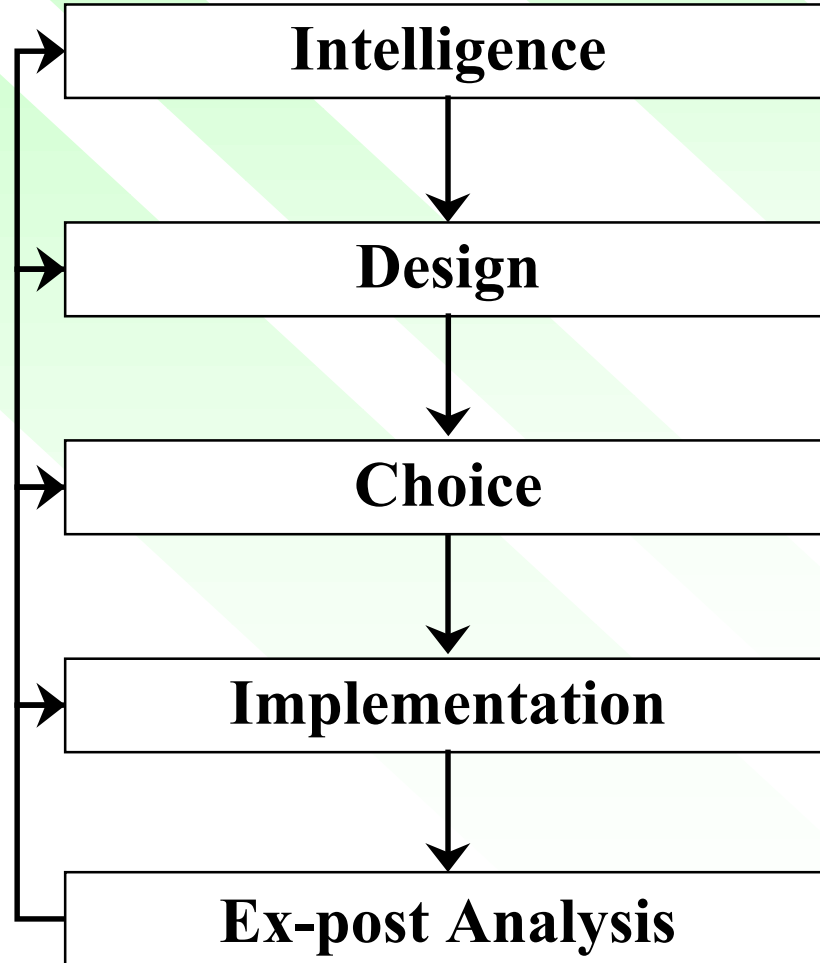 Intelligence
Design
Choice
Implementation
Ex-post Analysis